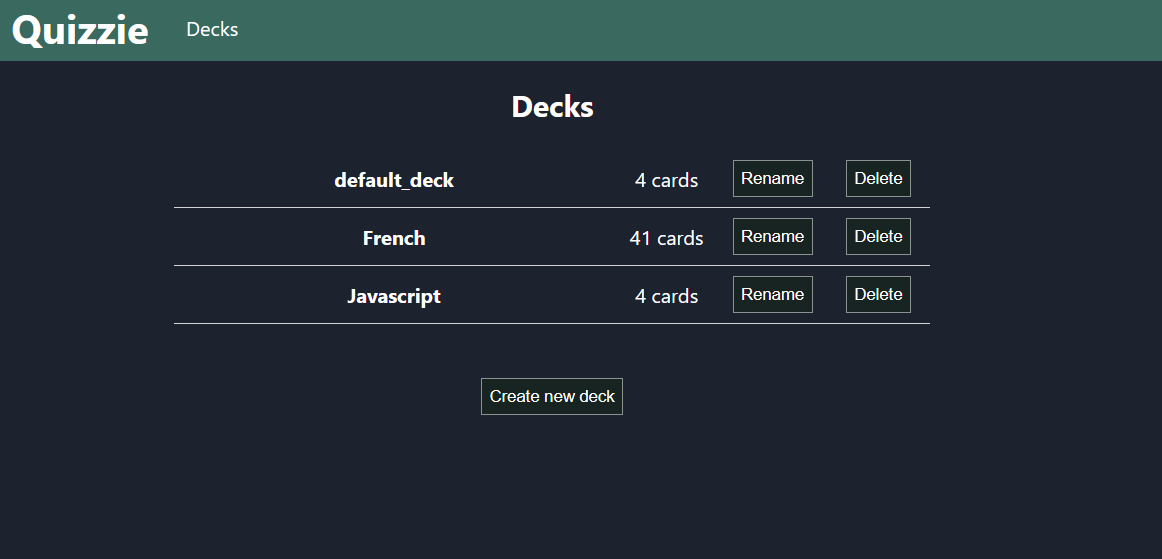 Quizzie Decks
Decks
default_deck 4 cards Rename Delete
French 41 cards Rename Delete
Javascript 4 cards Rename Delete
Create new deck